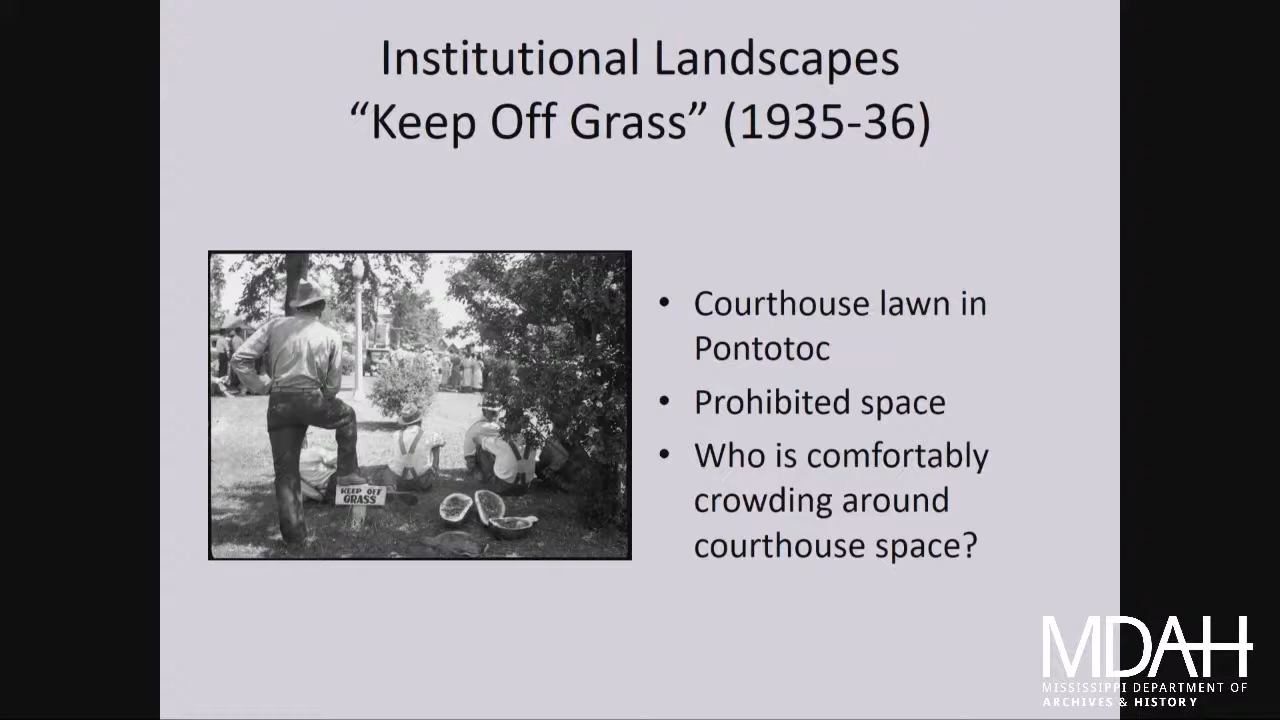 Institutional Landscapes
“Keep Off Grass” (1935-36)
• Courthouse lawn in
Pontotoc
• Prohibited space
• Who is comfortably
crowding around
courthouse space?
KEEP OFF
GRASS
MDAH
MISSISSIPPI DEPARTMENT OF
ARCHIVES & HISTORY